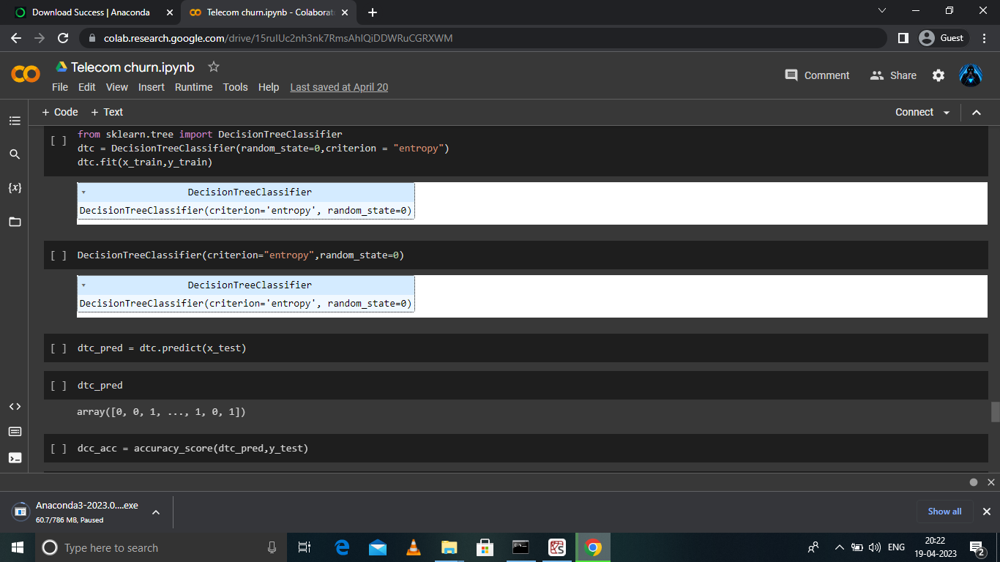 Download Success | Anaconda
Telecom churn.ipynb - Colaborat
colab.research.google.com/drive/15rulUc2nh3nk7RmsAhlQiDDWRuCGRXWM
Guest
Telecom churn.ipynb
Comment
Share
File Edit View Insert Runtime Tools Help Last saved at April 20
+ Code + Text
Connect
[ ] from sklearn.tree import DecisionTreeClassifier
dtc = DecisionTreeClassifier(random_state=0,criterion = "entropy")
dtc.fit(x_train,y_train)
DecisionTreeClassifier
DecisionTreeClassifier(criterion='entropy', random_state=0)
[ ] DecisionTreeClassifier(criterion="entropy",random_state=0)
DecisionTreeClassifier
DecisionTreeClassifier(criterion='entropy', random_state=0)
[ ] dtc_pred = dtc.predict(x_test)
[ ] dtc_pred
array([0, 0, 1, ..., 1, 0, 1])
[ ] dcc_acc = accuracy_score(dtc_pred,y_test)
Anaconda3-2023.0....exe
60.7/786 MB, Paused
Show all
Type here to search
ENG
20:22
19-04-2023
2